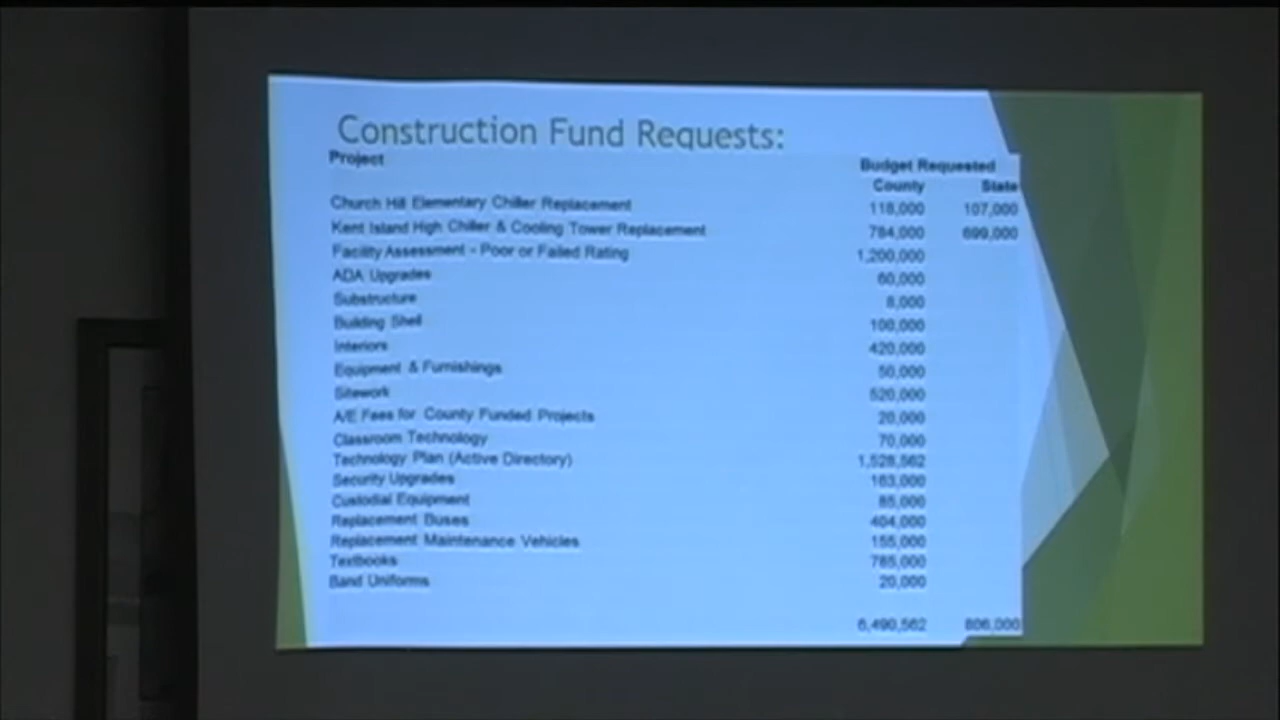 Construction Fund Requests:
Project Budget Requested
County State
Church Hill Elementary Chiller Replacement 118,000 107,000
Kent Island High Chiller & Cooling Tower Replacement 784,000 699,000
Facility Assessment - Poor or Failed Rating 1,200,000
ADA Upgrades 60,000
Substructure 8,000
Building Shell 100,000
Interiors 420,000
Equipment & Furnishings 50,000
Sitework 520,000
A/E Fees for County Funded Projects 20,000
Classroom Technology 70,000
Technology Plan (Active Directory) 1,528,562
Security Upgrades 163,000
Custodial Equipment 85,000
Replacement Buses 404,000
Replacement Maintenance Vehicles 155,000
Textbooks 785,000
Band Uniforms 20,000
6,490,562 806,000